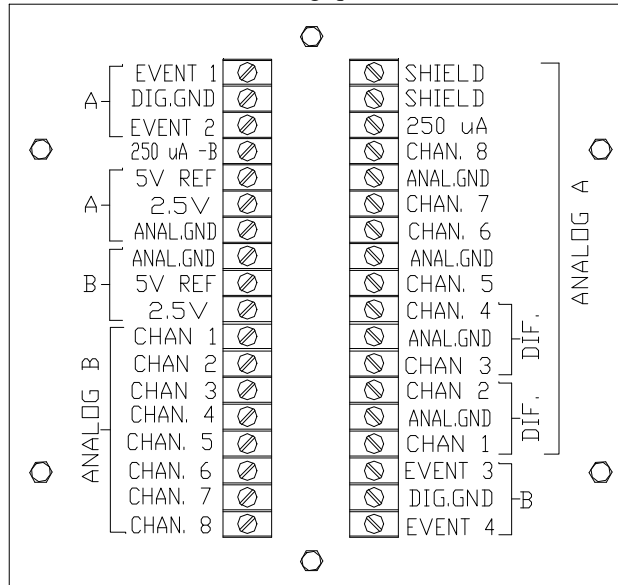 EVENT 1
DIG.GND
EVENT 2
A
250 uA -B
5V REF
2.5V
ANAL.GND
A
ANAL.GND
5V REF
2.5V
B
CHAN 1
CHAN 2
CHAN 3
CHAN. 4
CHAN. 5
CHAN. 6
CHAN. 7
CHAN. 8
ANALOG B
SHIELD
SHIELD
250 uA
CHAN. 8
ANAL.GND
CHAN. 7
CHAN. 6
ANAL.GND
CHAN. 5
CHAN. 4
ANAL.GND
CHAN 3
DIF.
CHAN 2
ANAL.GND
CHAN 1
DIF.
ANALOG A
EVENT 3
DIG.GND
EVENT 4
B